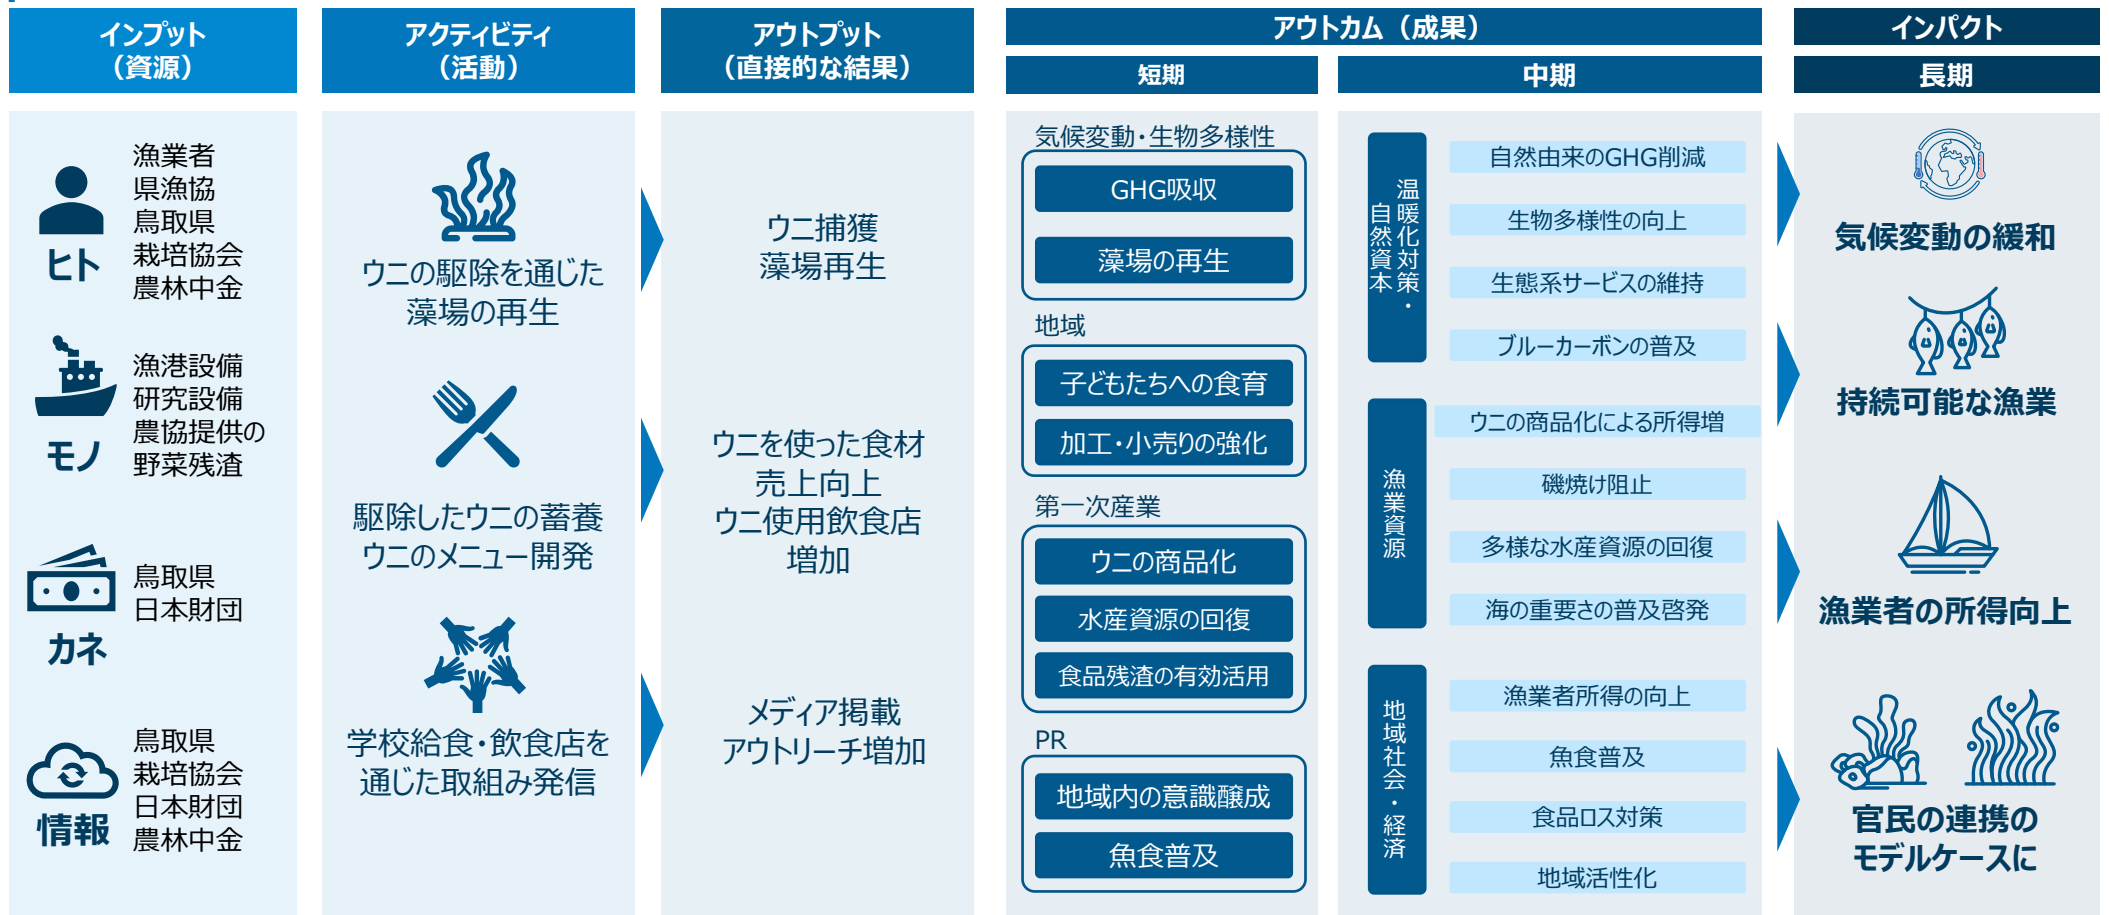 インプット
（資源）
アクティビティ
（活動）
アウトプット
（直接的な結果）
アウトカム（成果）
短期
中期
インパクト
長期
ヒト
漁業者
県漁協
鳥取県
栽培協会
農林中金
モノ
漁港設備
研究設備
農協提供の
野菜残渣
カネ
鳥取県
日本財団
情報
鳥取県
栽培協会
日本財団
農林中金
ウニの駆除を通じた
藻場の再生
駆除したウニの蓄養
ウニのメニュー開発
学校給食・飲食店を
通じた取組み発信
ウニ捕獲
藻場再生
ウニを使った食材
売上向上
ウニ使用飲食店
増加
メディア掲載
アウトリーチ増加
気候変動・生物多様性
GHG吸収
藻場の再生
地域
子どもたちへの食育
加工・小売りの強化
第一次産業
ウニの商品化
水産資源の回復
食品残渣の有効活用
PR
地域内の意識醸成
魚食普及
温暖化対策・
自然資本
自然由来のGHG削減
生物多様性の向上
生態系サービスの維持
ブルーカーボンの普及
漁業資源
ウニの商品化による所得増
磯焼け阻止
多様な水産資源の回復
海の重要さの普及啓発
地域社会・経済
漁業者所得の向上
魚食普及
食品ロス対策
地域活性化
気候変動の緩和
持続可能な漁業
漁業者の所得向上
官民の連携の
モデルケースに